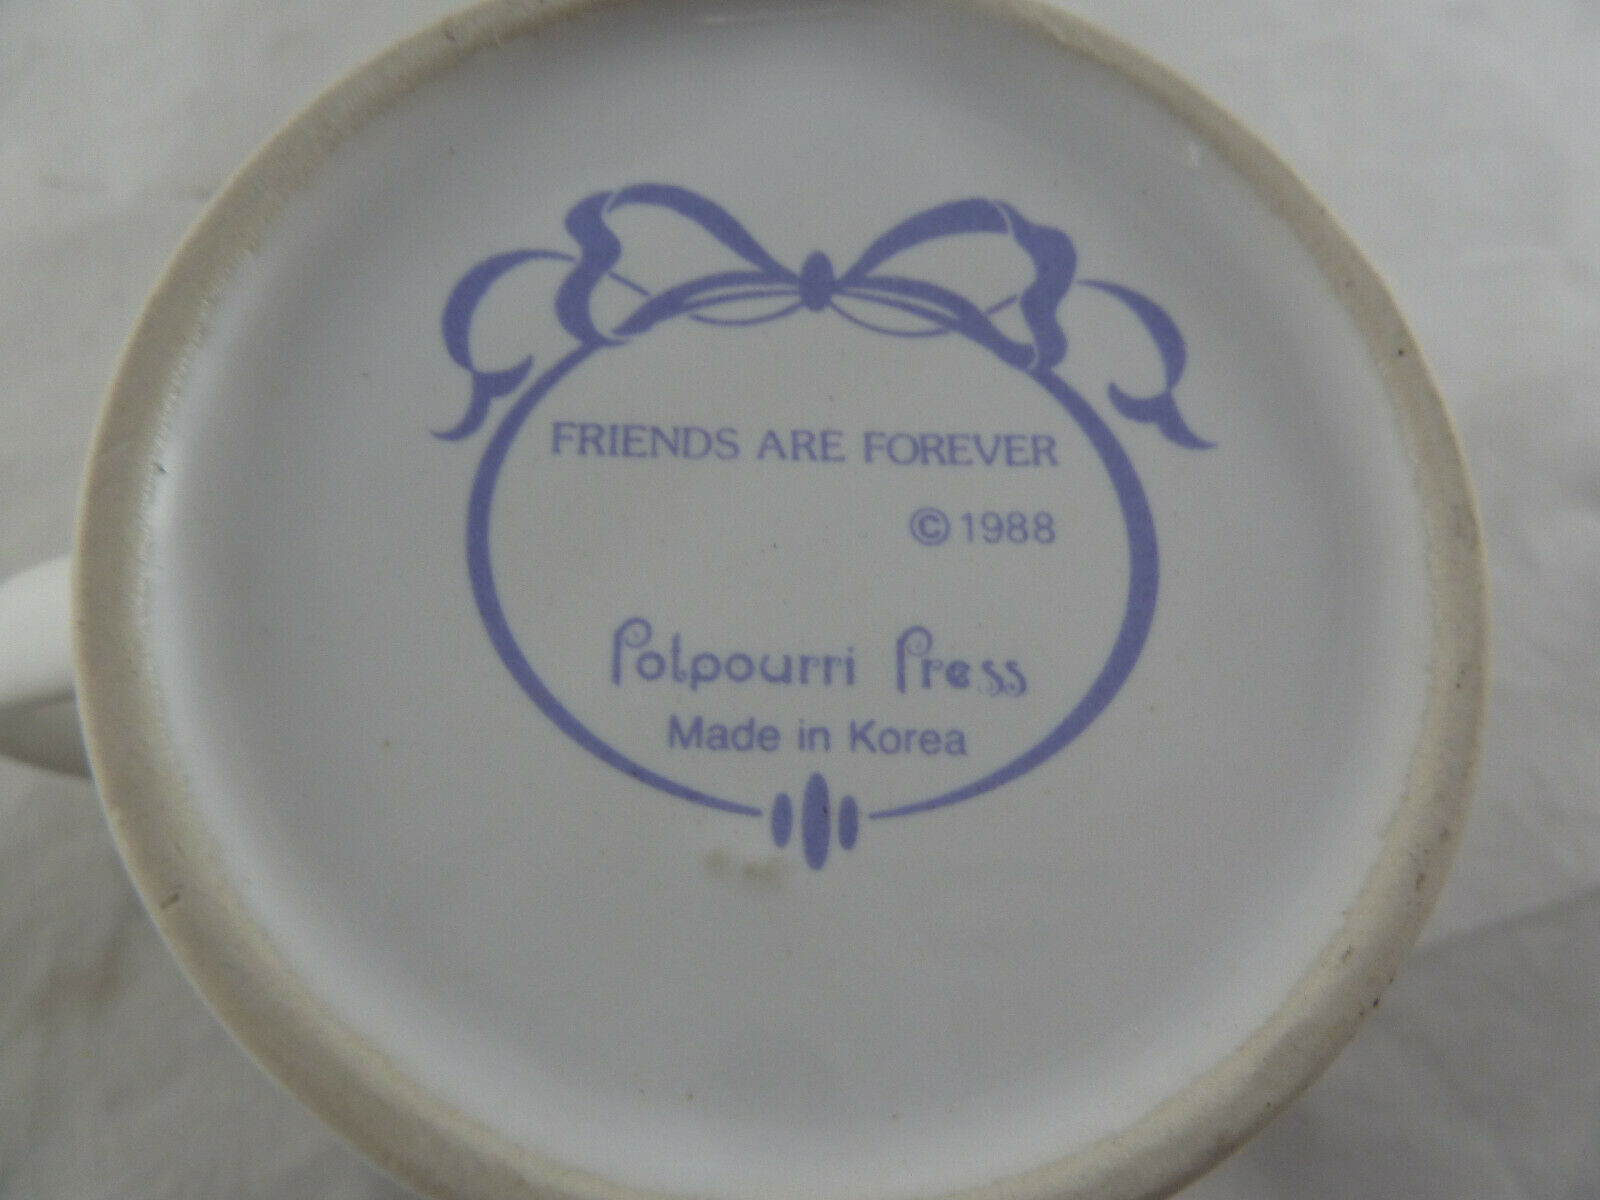 FRIENDS ARE FOREVER
© 1988
Potpourri Press
Made in Korea